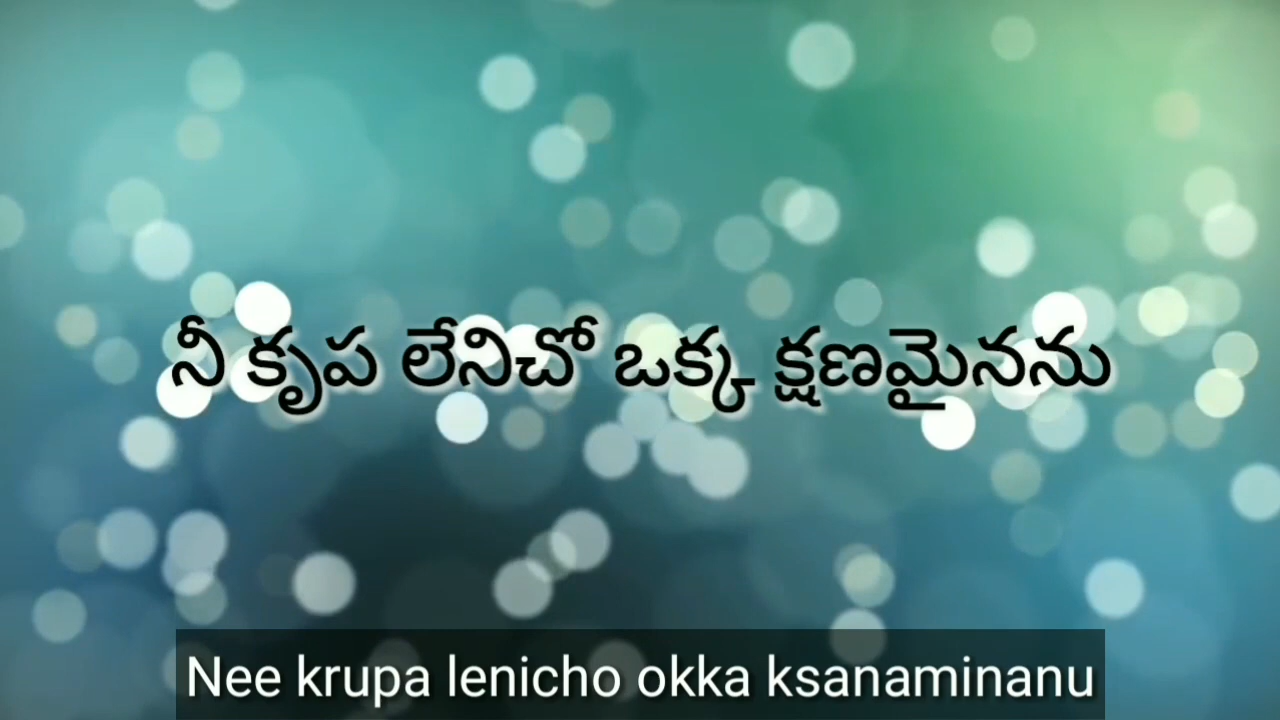 నీ కృప లేనిచో ఒక్క క్షణమైనను
Nee krupa lenicho okka ksanaminanu